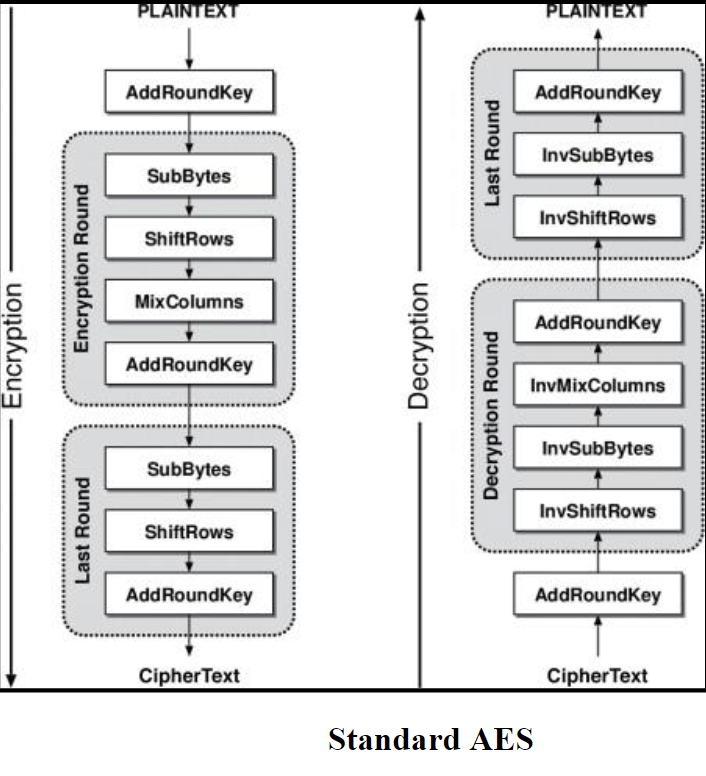 PLAINTEXT
AddRoundKey
SubBytes
ShiftRows
MixColumns
AddRoundKey
Encryption Round
SubBytes
ShiftRows
AddRoundKey
Last Round
CipherText
Encryption
PLAINTEXT
AddRoundKey
InvSubBytes
InvShiftRows
Last Round
AddRoundKey
InvMixColumns
InvSubBytes
InvShiftRows
Decryption Round
AddRoundKey
CipherText
Decryption
Standard AES